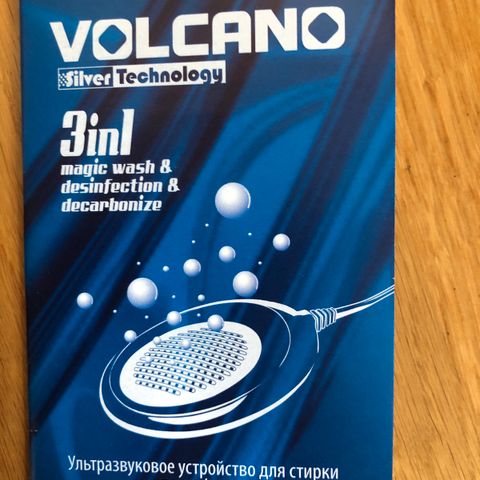 VOLCANO
Silver Technology
3in1
magic wash &
desinfection &
decarbonize
Ультразвуковое устройство для стирки